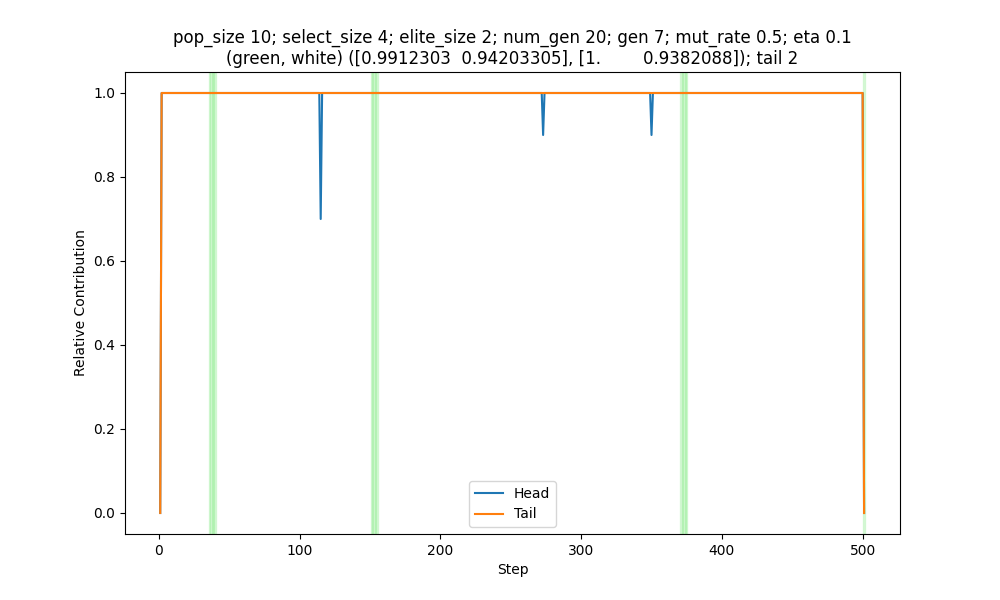 pop_size 10; select_size 4; elite_size 2; num_gen 20; gen 7; mut_rate 0.5; eta 0.1
(green, white) ([0.9912303  0.94203305], [1.        0.9382088]); tail 2
1.0
0.8
0.6
0.4
0.2
0.0
Relative Contribution
Head
Tail
0 100 200 300 400 500
Step